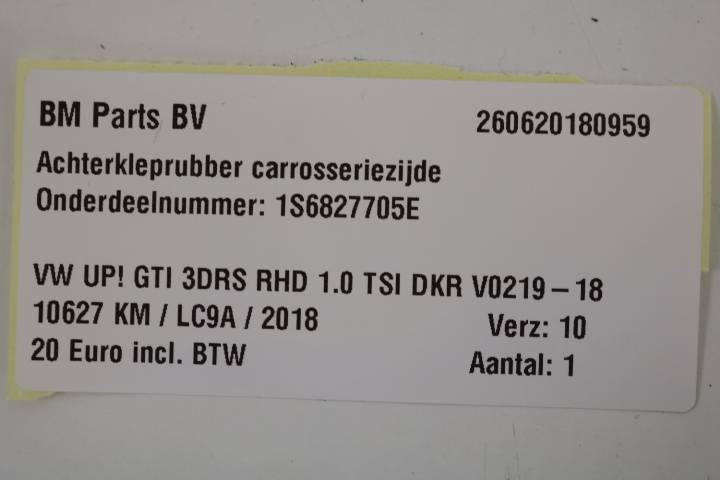 BM Parts BV 260620180959
Achterkleprubber carrosseriezijde
Onderdeelnummer: 1S6827705E
VW UP! GTI 3DRS RHD 1.0 TSI DKR V0219-18
10627 KM / LC9A / 2018 Verz: 10
20 Euro incl. BTW Aantal: 1